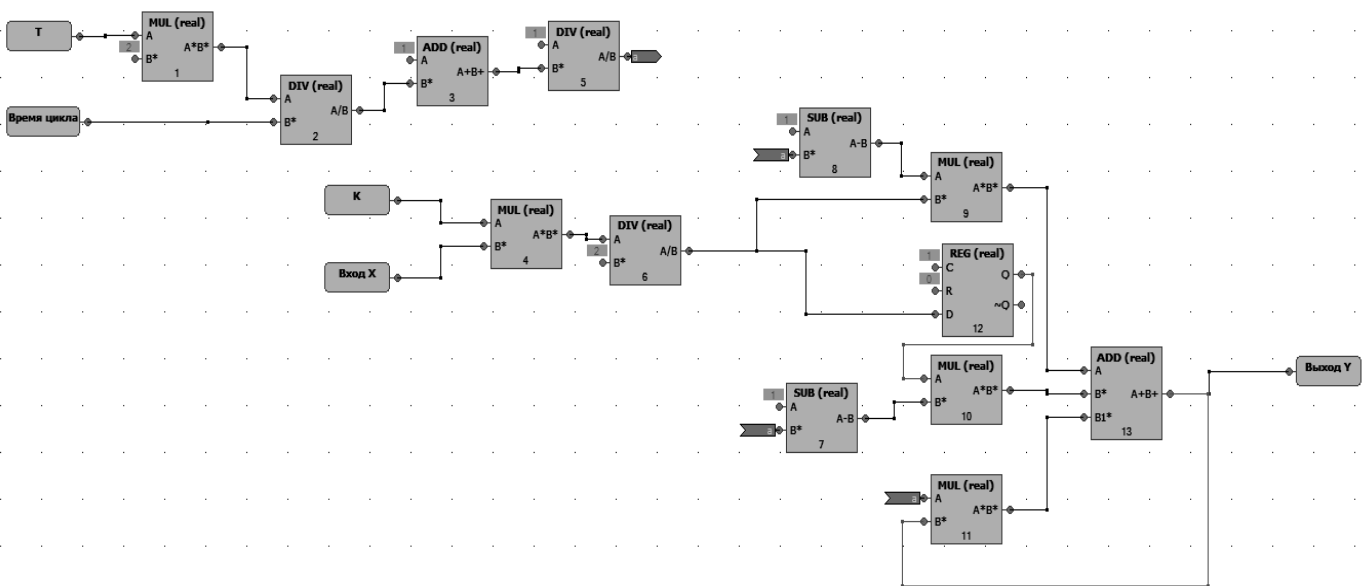 T
2
MUL (real)
A
A*B*
B*
1
Время цикла
DIV (real)
A
A/B
B*
2
1
ADD (real)
A
A+B+
B*
3
1
DIV (real)
A
A/B
B*
5
a
1
SUB (real)
A
A-B
B*
8
a
MUL (real)
A
A*B*
B*
9
K
Вход X
MUL (real)
A
A*B*
B*
4
2
DIV (real)
A
A/B
B*
6
1
0
REG (real)
C
Q
R
~Q
D
12
MUL (real)
A
A*B*
B*
10
1
SUB (real)
A
A-B
B*
7
a
a
MUL (real)
A
A*B*
B*
11
ADD (real)
A
B*
A+B+
B1*
13
Выход Y